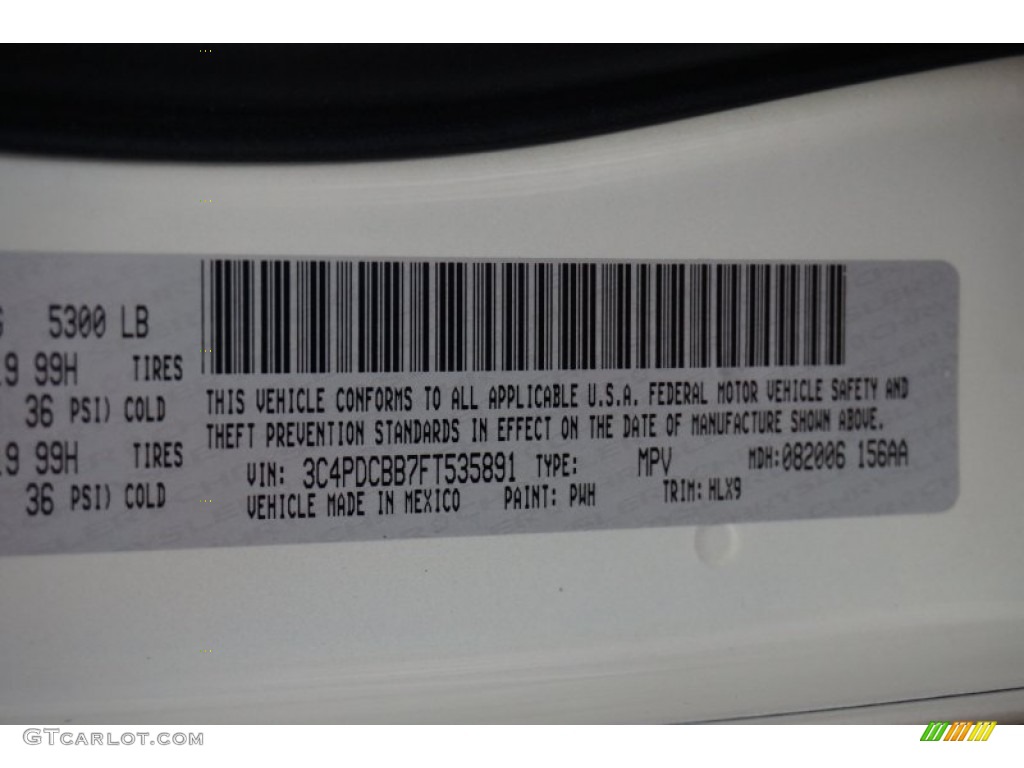 5300 LB
99H TIRES
36 PSI) COLD
99H TIRES
36 PSI) COLD
THIS VEHICLE CONFORMS TO ALL APPLICABLE U.S.A. FEDERAL MOTOR VEHICLE SAFETY AND
THEFT PREVENTION STANDARDS IN EFFECT ON THE DATE OF MANUFACTURE SHOWN ABOVE.
VIN: 3C4PDCBB7FT535891 TYPE: MPV MDH:082006 156AA
VEHICLE MADE IN MEXICO PAINT: PWH TRIM: HLX9
GTcarlot.com